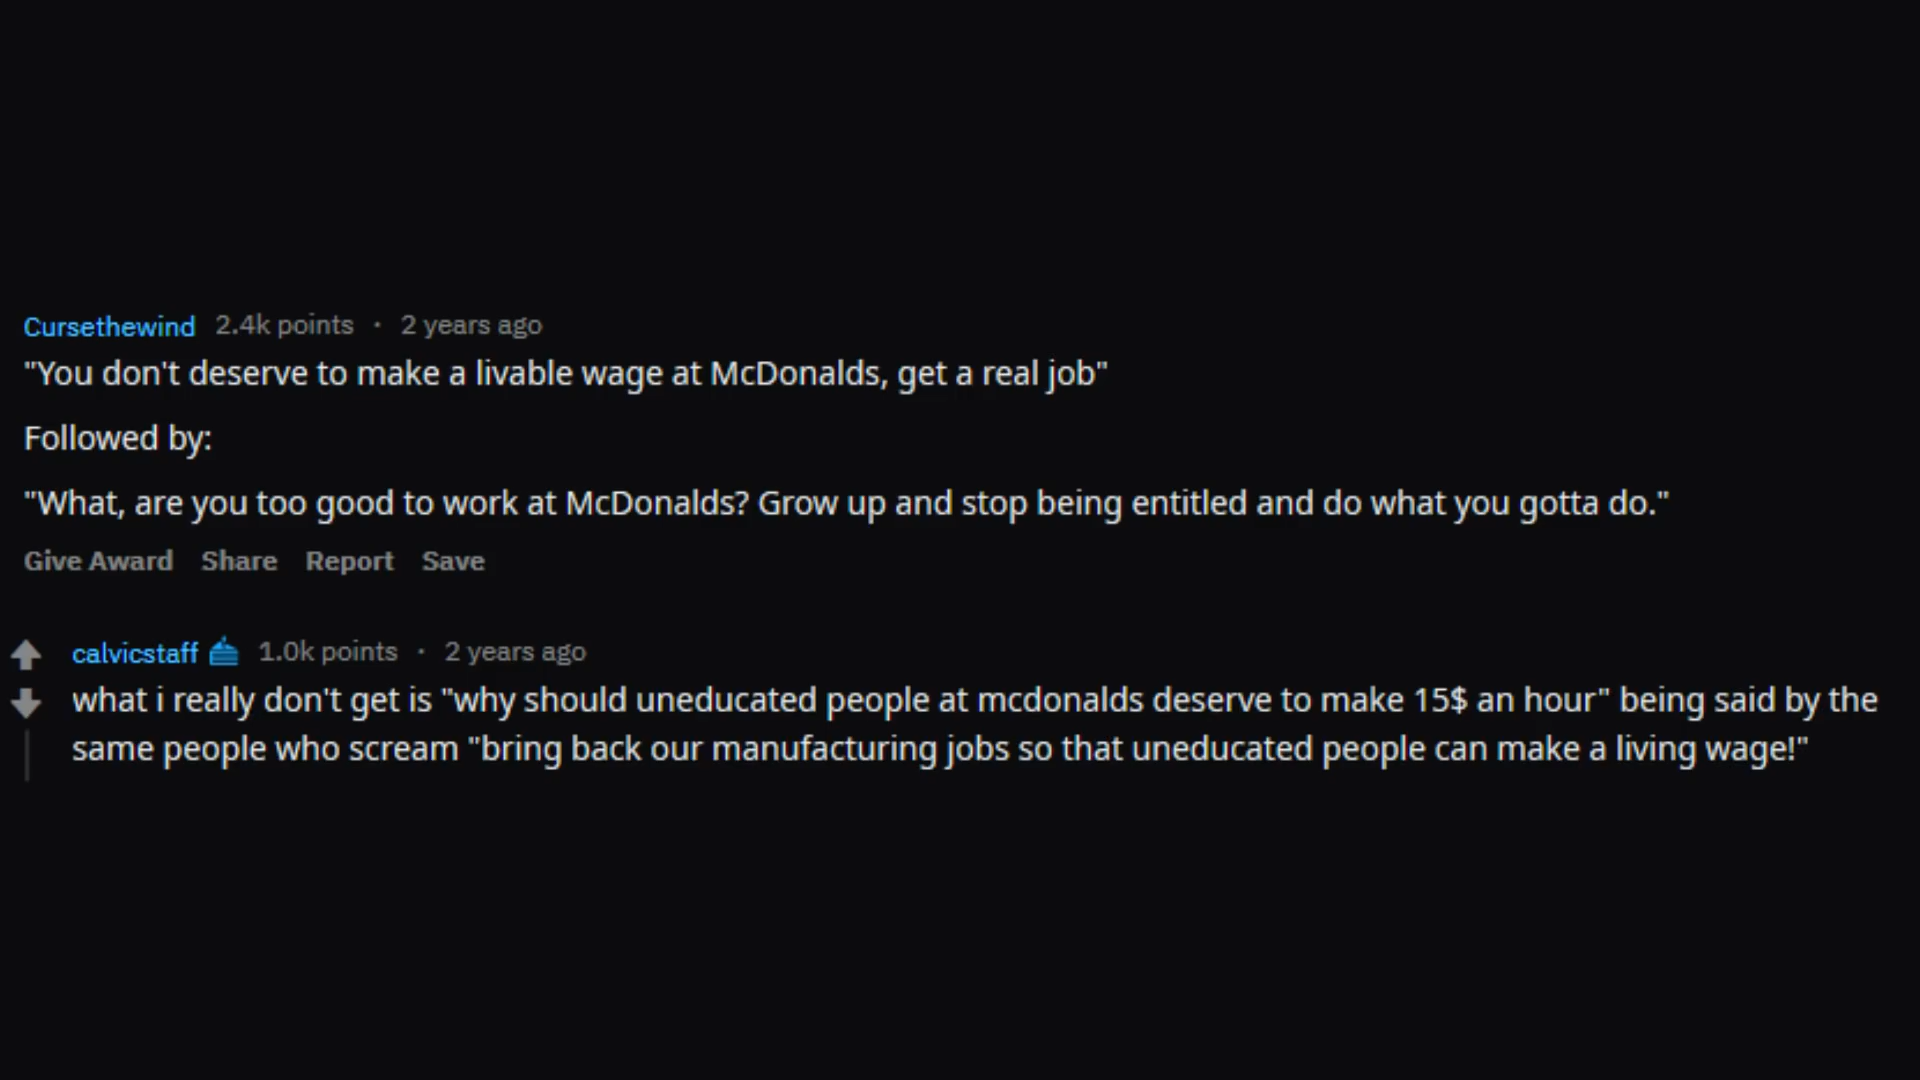 Cursethewind 2.4k points · 2 years ago
"You don't deserve to make a livable wage at McDonalds, get a real job"
Followed by:
"What, are you too good to work at McDonalds? Grow up and stop being entitled and do what you gotta do."
Give Award Share Report Save
calvicstaff 1.0k points · 2 years ago
what i really don't get is "why should uneducated people at mcdonalds deserve to make 15$ an hour" being said by the
same people who scream "bring back our manufacturing jobs so that uneducated people can make a living wage!"